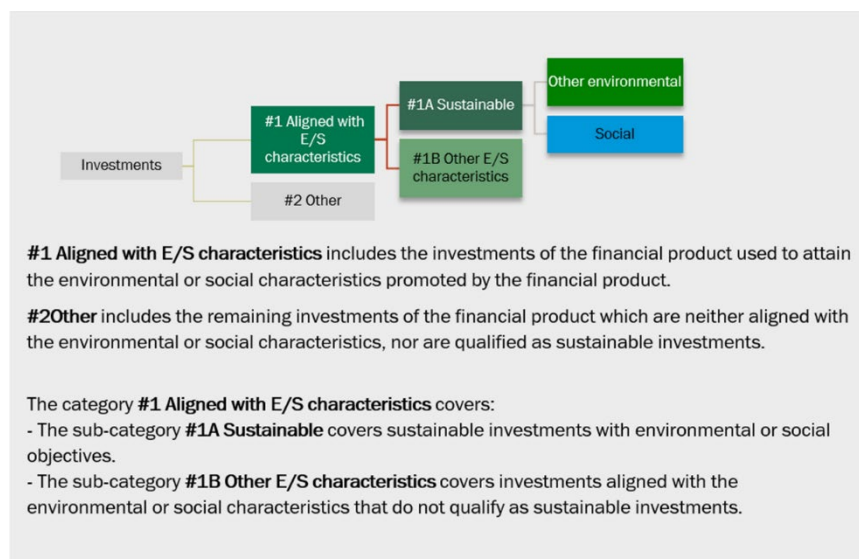 Other environmental
#1A Sustainable
#1 Aligned with
E/S
characteristics
Social
#1B Other E/S
characteristics
Investments
#2 Other
#1 Aligned with E/S characteristics includes the investments of the financial product used to attain
the environmental or social characteristics promoted by the financial product.
#2Other includes the remaining investments of the financial product which are neither aligned with
the environmental or social characteristics, nor are qualified as sustainable investments.
The category #1 Aligned with E/S characteristics covers:
- The sub-category #1A Sustainable covers sustainable investments with environmental or social
objectives.
- The sub-category #1B Other E/S characteristics covers investments aligned with the
environmental or social characteristics that do not qualify as sustainable investments.